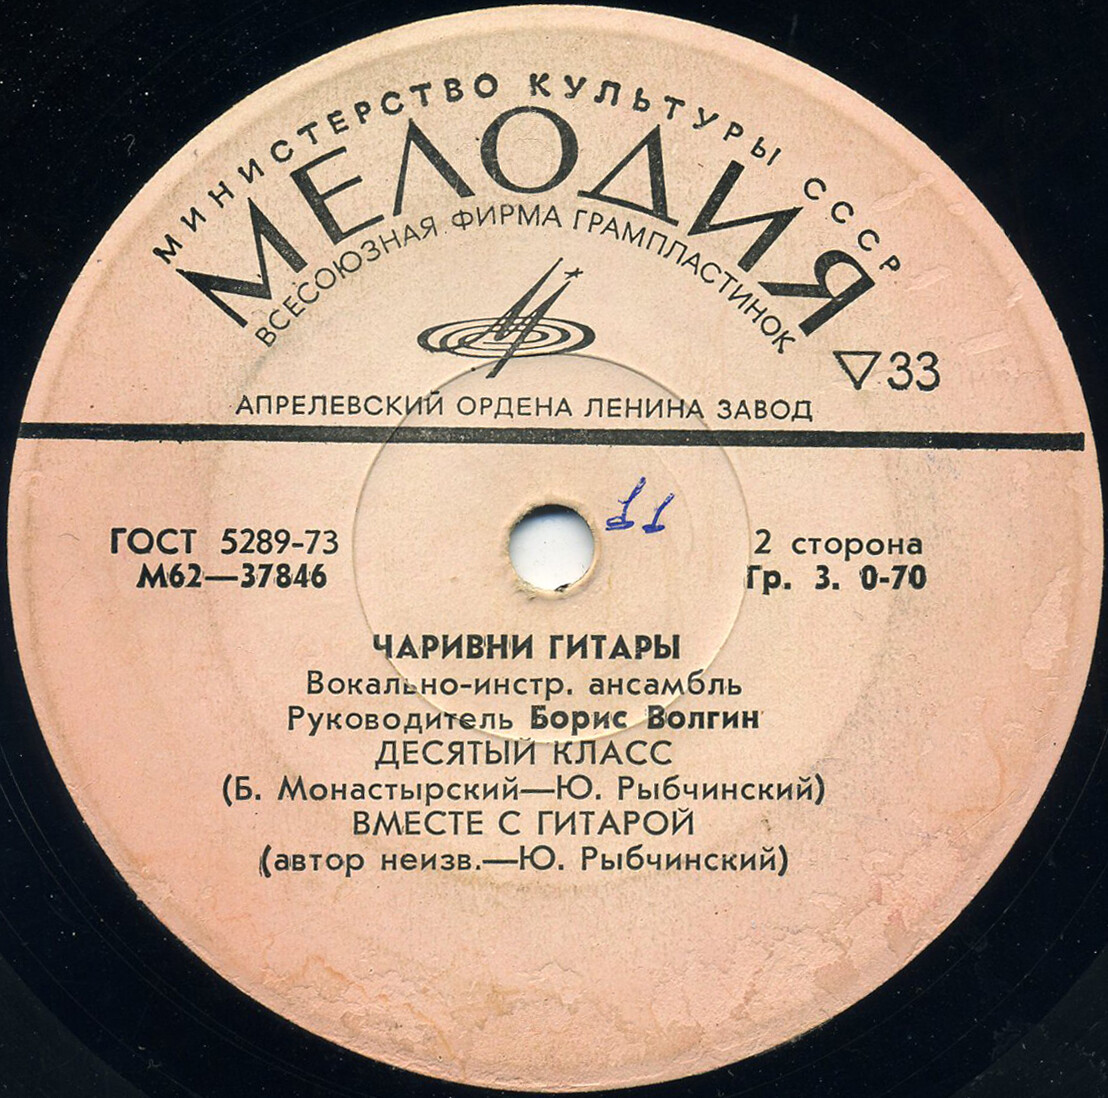 МИНИСТЕРСТВО КУЛЬТУРЫ СССР
МЕЛОДИЯ
ВСЕСОЮЗНАЯ ФИРМА ГРАМПЛАСТИНОК
33
АПРЕЛЕВСКИЙ ОРДЕНА ЛЕНИНА ЗАВОД
11
ГОСТ 5289-73
М62—37846
2 сторона
Гр. 3. 0-70
ЧАРИВНИ ГИТАРЫ
Вокально-инстр. ансамбль
Руководитель Борис Волгин
ДЕСЯТЫЙ КЛАСС
(Б. Монастырский—Ю. Рыбчинский)
ВМЕСТЕ С ГИТАРОЙ
(автор неизв.—Ю. Рыбчинский)